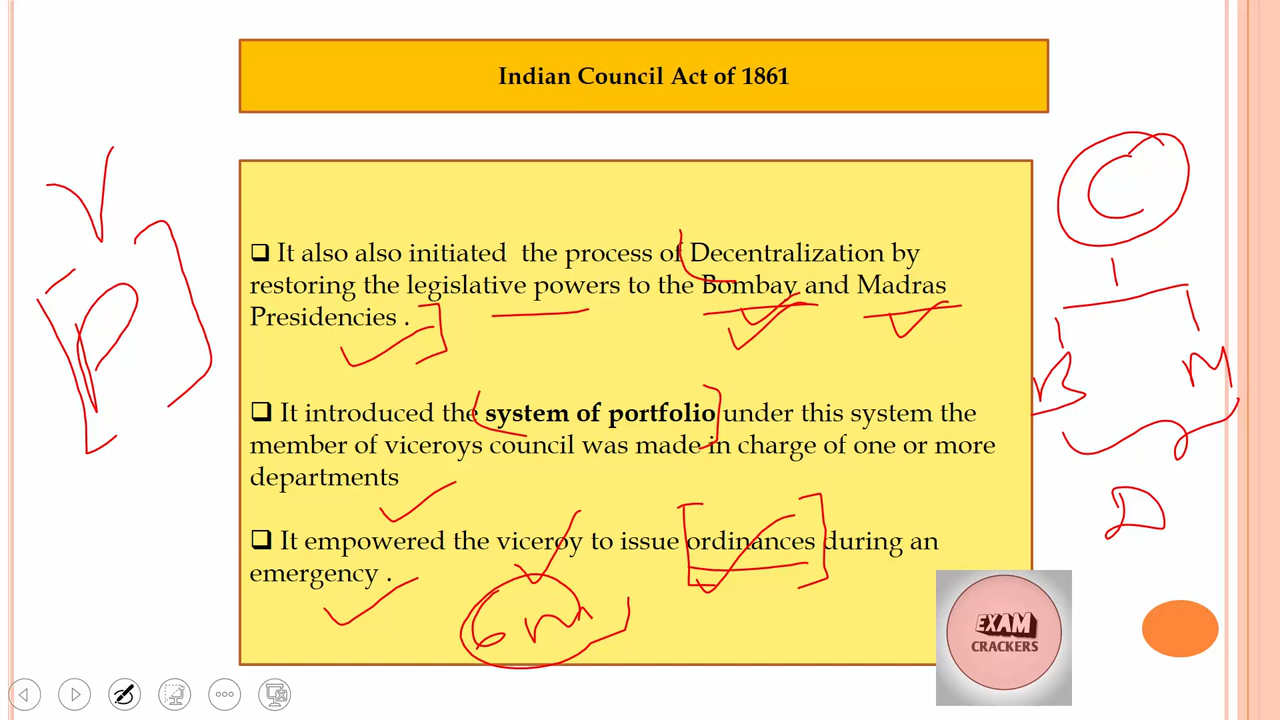 Indian Council Act of 1861
❑ It also also initiated the process of Decentralization by
restoring the legislative powers to the Bombay and Madras
Presidencies .
❑ It introduced the system of portfolio under this system the
member of viceroys council was made in charge of one or more
departments
❑ It empowered the viceroy to issue ordinances during an
emergency .
V
P
C
B M
D
6m
EXAM
CRACKERS